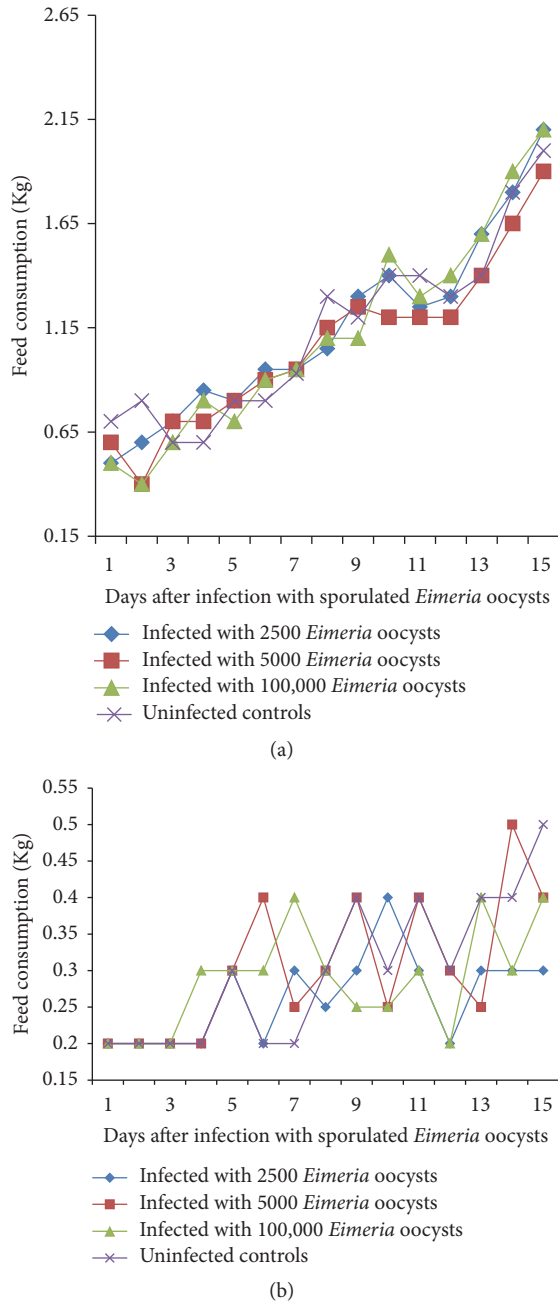 2.65
2.15
1.65
1.15
0.65
0.15
Feed consumption (Kg)
1 3 5 7 9 11 13 15
Days after infection with sporulated Eimeria oocysts
Infected with 2500 Eimeria oocysts
Infected with 5000 Eimeria oocysts
Infected with 100,000 Eimeria oocysts
Uninfected controls
(a)
0.55
0.5
0.45
0.4
0.35
0.3
0.25
0.2
0.15
Feed consumption (Kg)
1 3 5 7 9 11 13 15
Days after infection with sporulated Eimeria oocysts
Infected with 2500 Eimeria oocysts
Infected with 5000 Eimeria oocysts
Infected with 100,000 Eimeria oocysts
Uninfected controls
(b)